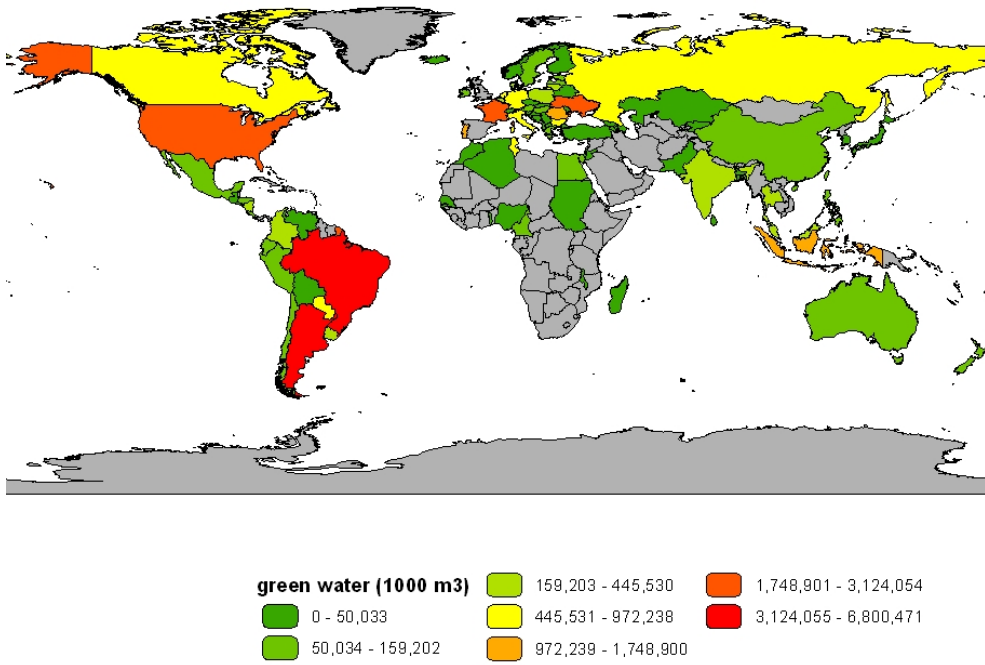 green water (1000 m3)
0 - 50,033
50,034 - 159,202
159,203 - 445,530
445,531 - 972,238
972,239 - 1,748,900
1,748,901 - 3,124,054
3,124,055 - 6,800,471